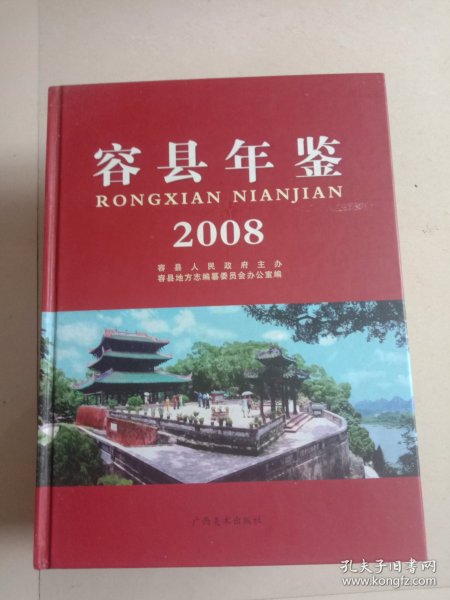 容县年鉴
RONGXIAN NIANJIAN
2008
容县人民政府主办
容县地方志编纂委员会办公室编
广西美术出版社
孔夫子旧书网
www.kongfz.com